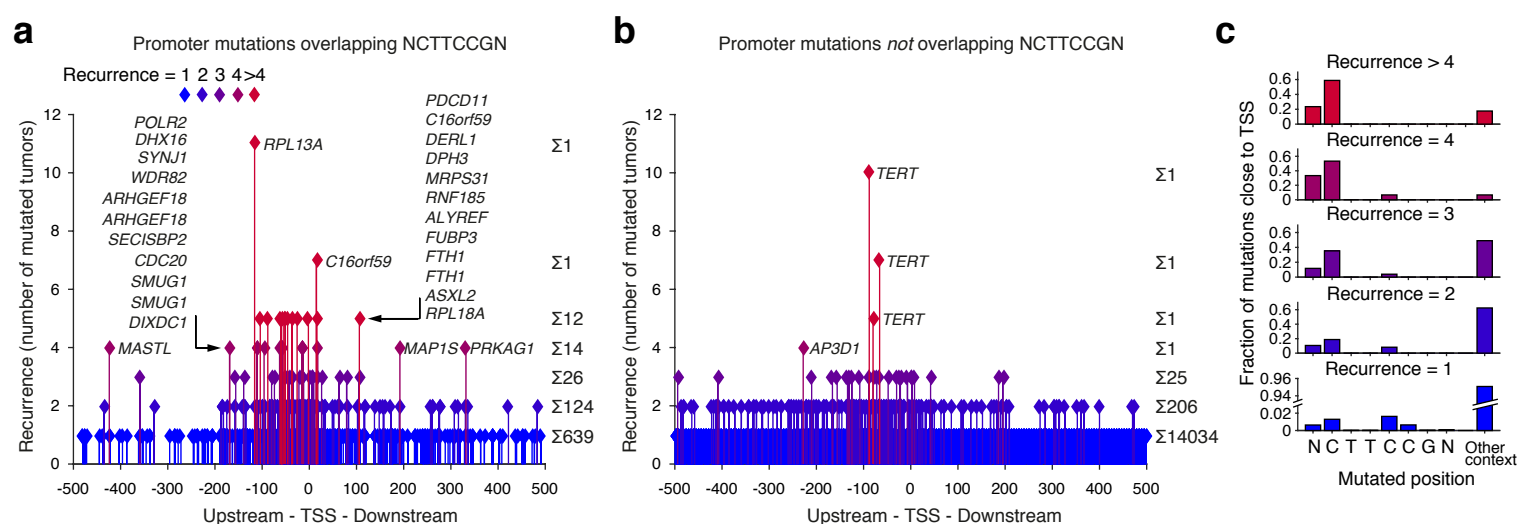 a
Promoter mutations overlapping NCTTCCGN
Recurrence = 1 2 3 4 >4
Recurrence (number of mutated tumors)
12
10
8
6
4
2
0
POLR2
DHX16
SYNJ1
WDR82
ARHGEF18
ARHGEF18
SECISBP2
CDC20
SMUG1
SMUG1
DIXDC1
MASTL
RPL13A
C16orf59
PDCD11
C16orf59
DERL1
DPH3
MRPS31
RNF185
ALYREF
FUBP3
FTH1
FTH1
ASXL2
RPL18A
MAP1S
PRKAG1
Σ1
Σ1
Σ12
Σ14
Σ26
Σ124
Σ639
-500 -400 -300 -200 -100 0 100 200 300 400 500
Upstream - TSS - Downstream
b
Promoter mutations not overlapping NCTTCCGN
Recurrence (number of mutated tumors)
12
10
8
6
4
2
0
TERT
TERT
TERT
AP3D1
Σ1
Σ1
Σ1
Σ1
Σ25
Σ206
Σ14034
-500 -400 -300 -200 -100 0 100 200 300 400 500
Upstream - TSS - Downstream
c
Fraction of mutations close to TSS
Recurrence > 4
0.6
0.4
0.2
0
Recurrence = 4
0.6
0.4
0.2
0
Recurrence = 3
0.6
0.4
0.2
0
Recurrence = 2
0.6
0.4
0.2
0
Recurrence = 1
0.96
0.94
0.02
0
N C T T C C G N Other
context
Mutated position